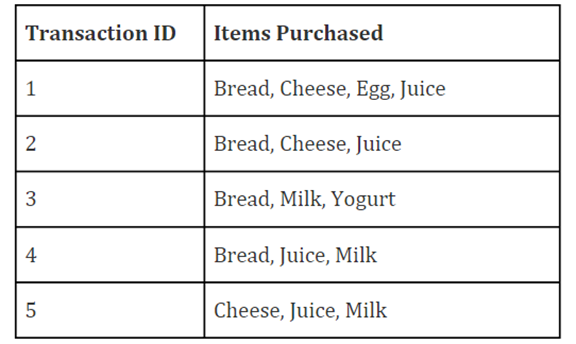 Transaction ID Items Purchased
1 Bread, Cheese, Egg, Juice
2 Bread, Cheese, Juice
3 Bread, Milk, Yogurt
4 Bread, Juice, Milk
5 Cheese, Juice, Milk